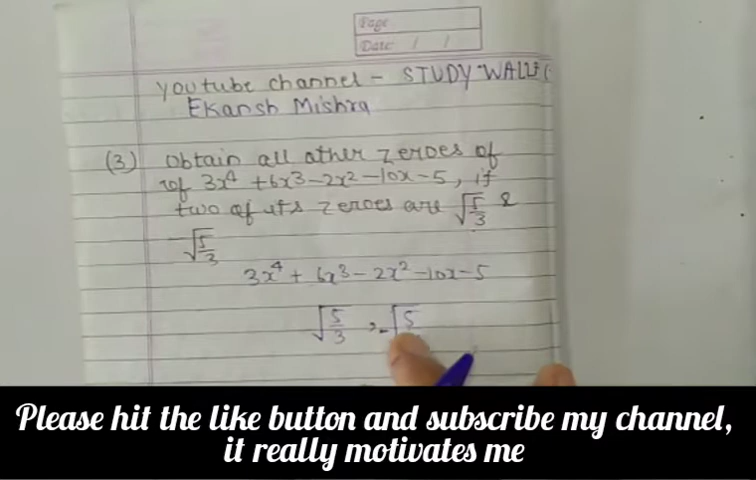 Page
Date / /
youtube channel - STUDY WALLE
Ekansh Mishra
(3) obtain all other zeroes of
of 3x⁴ +6x³-2x²-10x-5, if
two of its zeroes are √5/3 &
√5/3
3x⁴ + 6x³ - 2x² -10x-5
√5/3 , -√5
Please hit the like button and subscribe my channel,
it really motivates me